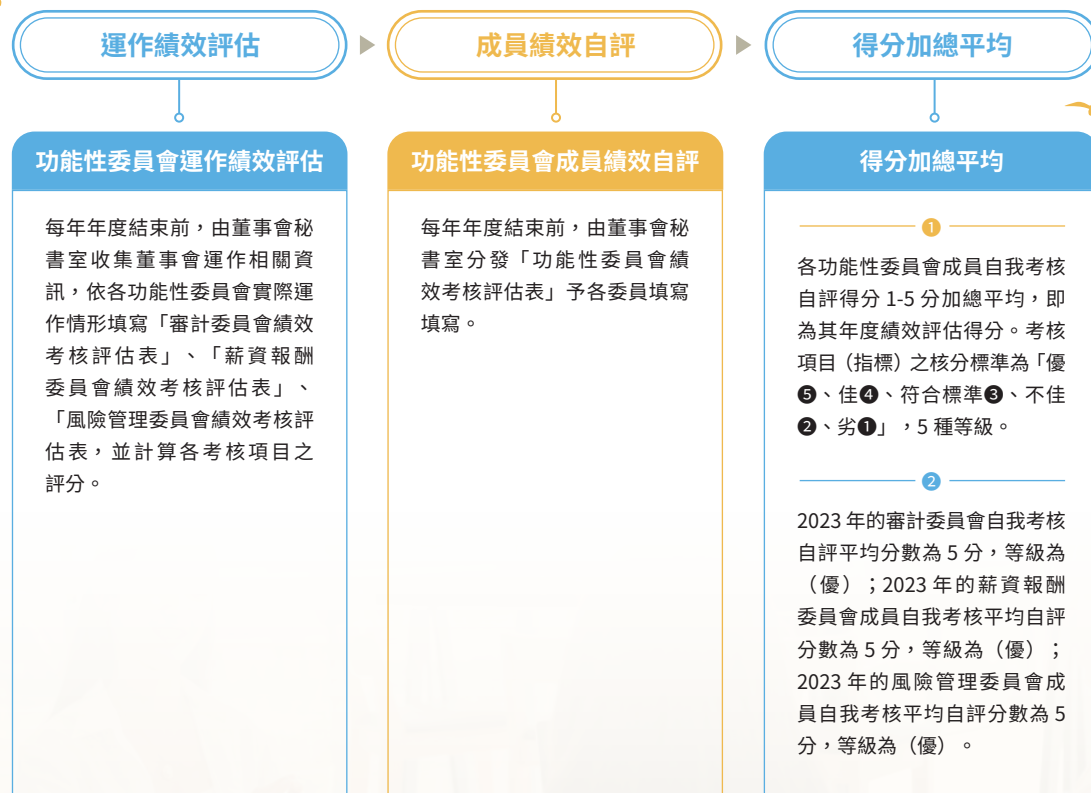 運作績效評估
成員績效自評
得分加總平均
功能性委員會運作績效評估
每年年度結束前，由董事會秘
書室收集董事會運作相關資
訊，依各功能性委員會實際運
作情形填寫「審計委員會績效
考核評估表」、「薪資報酬
委員會績效考核評估表」、
「風險管理委員會績效考核評
估表，並計算各考核項目之
評分。
功能性委員會成員績效自評
每年年度結束前，由董事會秘
書室分發「功能性委員會績
效考核評估表」予各委員填寫
填寫。
得分加總平均
❶
各功能性委員會成員自我考核
自評得分 1-5 分加總平均，即
為其年度績效評估得分。考核
項目（指標）之核分標準為「優
❺、佳❹、符合標準❸、不佳
❷、劣❶」，5 種等級。
❷
2023 年的審計委員會自我考核
自評平均分數為 5 分，等級為
（優）；2023 年的薪資報酬
委員會成員自我考核平均自評
分數為 5 分，等級為（優）；
2023 年的風險管理委員會成
員自我考核平均自評分數為 5
分，等級為（優）。